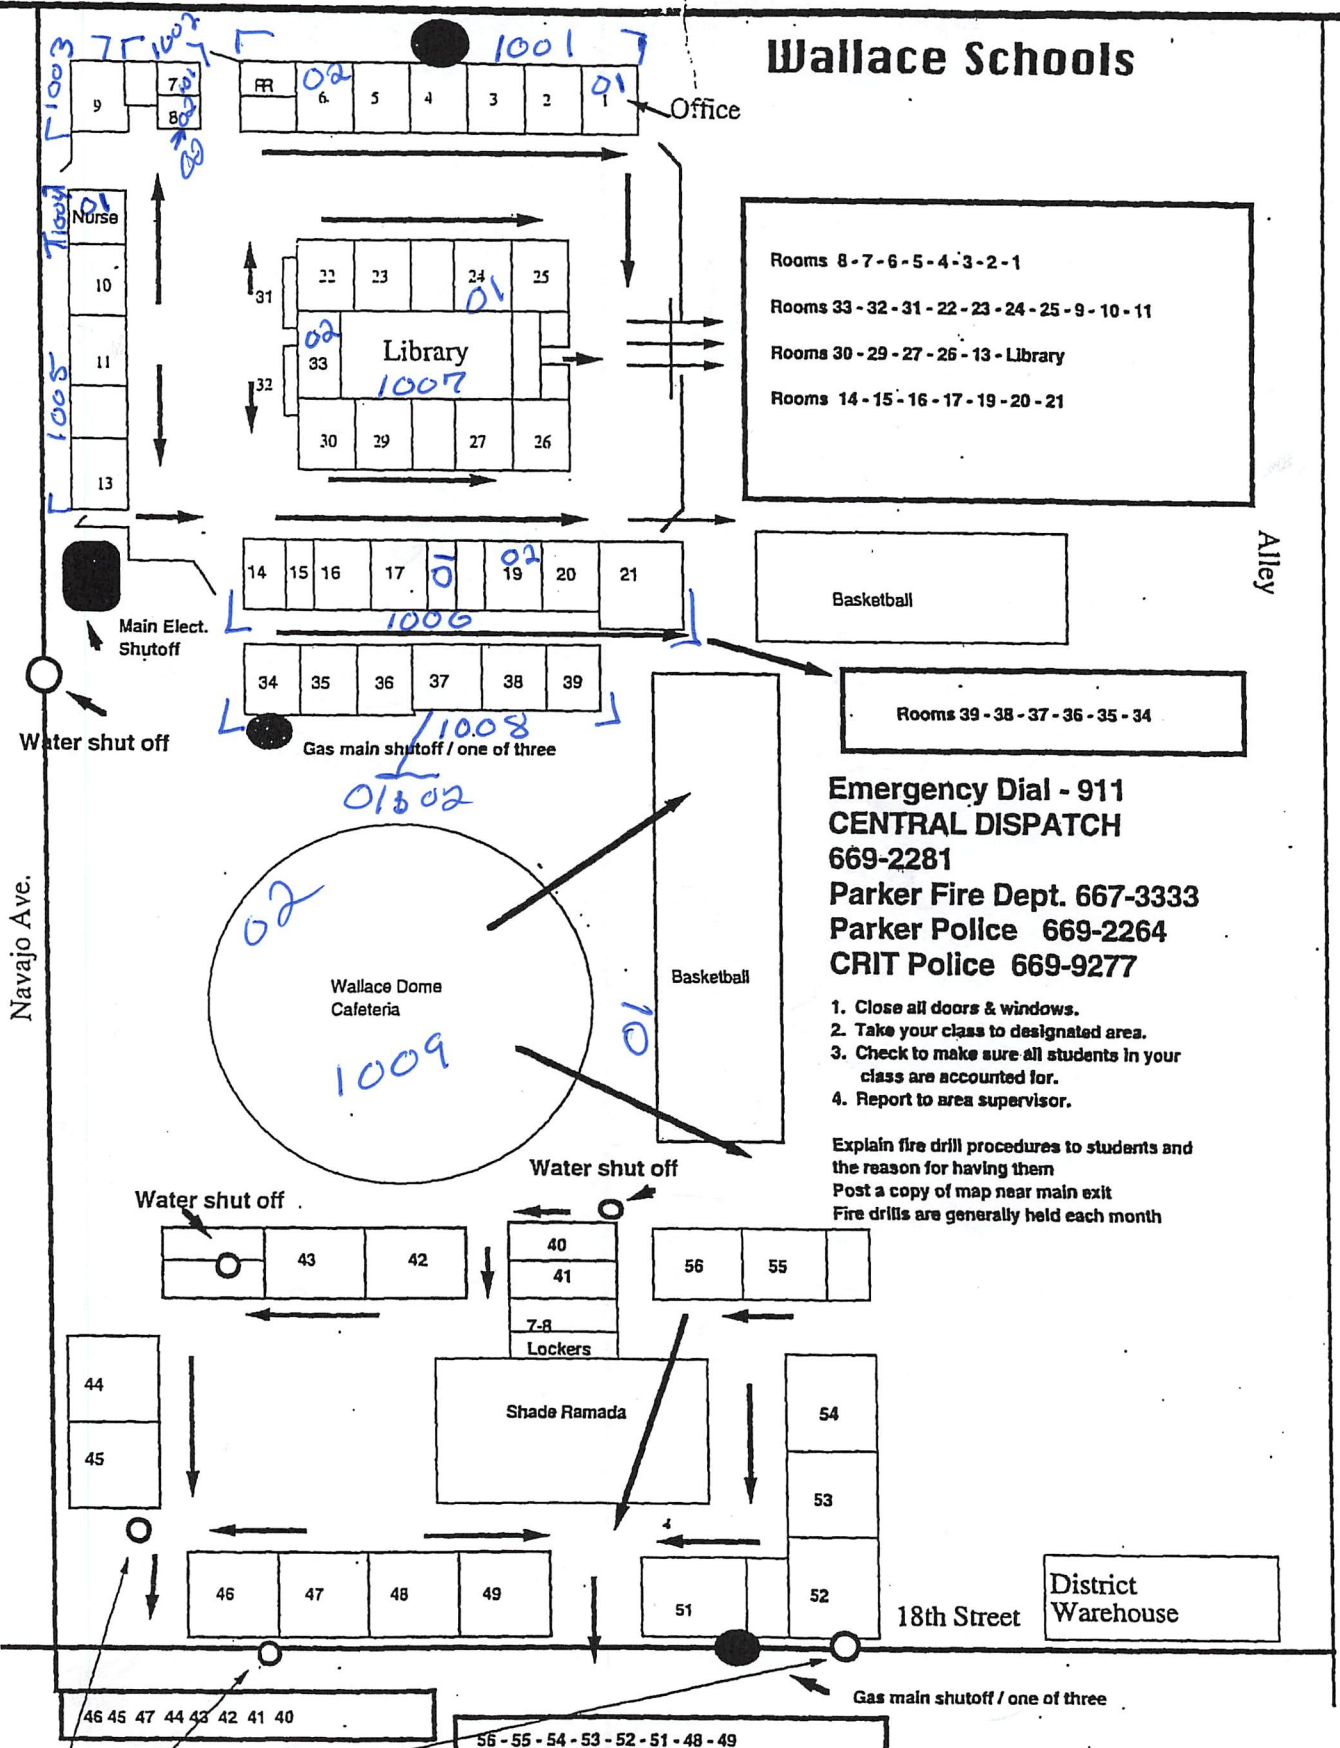 Wallace Schools
1003
1002
1001
9
7
01
8
02
02
RR
02
6
5
4
3
2
01
1
Office
1004
01
Nurse
10
11
13
1005
31
32
22
23
24
01
25
02
33
Library
1007
30
29
27
26
Rooms 8 - 7 - 6 - 5 - 4 - 3 - 2 - 1
Rooms 33 - 32 - 31 - 22 - 23 - 24 - 25 - 9 - 10 - 11
Rooms 30 - 29 - 27 - 26 - 13 - Library
Rooms 14 - 15 - 16 - 17 - 19 - 20 - 21
Alley
14
15
16
17
01
02
19
20
21
1006
Basketball
Main Elect.
Shutoff
Water shut off
34
35
36
37
38
39
1008
Gas main shutoff / one of three
01 & 02
Rooms 39 - 38 - 37 - 36 - 35 - 34
Emergency Dial - 911
CENTRAL DISPATCH
669-2281
Parker Fire Dept. 667-3333
Parker Police 669-2264
CRIT Police 669-9277
Navajo Ave.
02
Wallace Dome
Cafeteria
1009
01
Basketball
1. Close all doors & windows.
2. Take your class to designated area.
3. Check to make sure all students in your
class are accounted for.
4. Report to area supervisor.
Explain fire drill procedures to students and
the reason for having them
Post a copy of map near main exit
Fire drills are generally held each month
Water shut off
Water shut off
43
42
40
41
7-8
Lockers
56
55
44
45
Shade Ramada
54
53
52
46
47
48
49
51
18th Street
District
Warehouse
Gas main shutoff / one of three
46 45 47 44 43 42 41 40
56 - 55 - 54 - 53 - 52 - 51 - 48 - 49